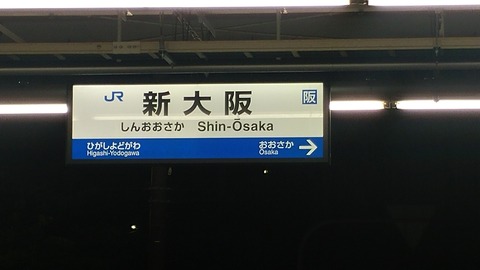 JR 新大阪 阪
しんおおさか Shin-Ōsaka
ひがしよどがわ おおさか →
Higashi-Yodogawa Ōsaka